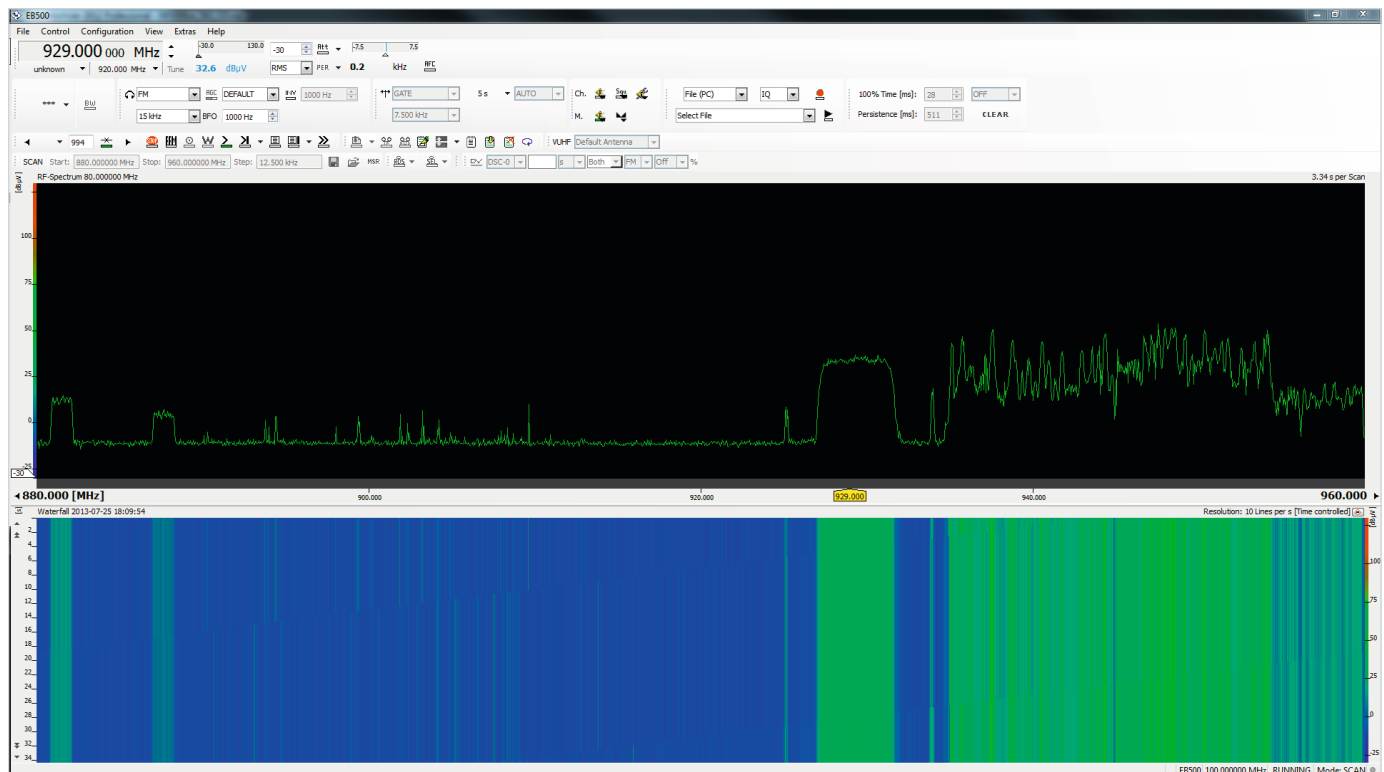 EB500
File Control Configuration View Extras Help
929.000 000 MHz -30.0 130.0 -30 Att -7.5 7.5
unknown 920.000 MHz Tune 32.6 dBµV RMS PER 0.2 kHz AFC
BW FM AGC DEFAULT INV 1000 Hz GATE 5 s AUTO Ch. Squ File (PC) IQ 100% Time [ms]: 28 OFF
15 kHz BFO 1000 Hz 7.500 kHz M. Select File Persistence [ms]: 511 CLEAR
994 VUHF Default Antenna
SCAN Start: 880.000000 MHz Stop: 960.000000 MHz Step: 12.500 kHz MSR DSC-0 s Both FM Off %
RF-Spectrum 80.000000 MHz 3.34 s per Scan
[dBµV]
100
75
50
25
0
-25
-30
880.000 [MHz] 900.000 920.000 929.000 940.000 960.000
[s] Waterfall 2013-07-25 18:09:54 Resolution: 10 Lines per s [Time controlled] [dBµV]
2
4
6
8
10
12
14
16
18
20
22
24
26
28
30
32
34
100
75
50
25
0
-25
EB500 100.000000 MHz RUNNING Mode: SCAN